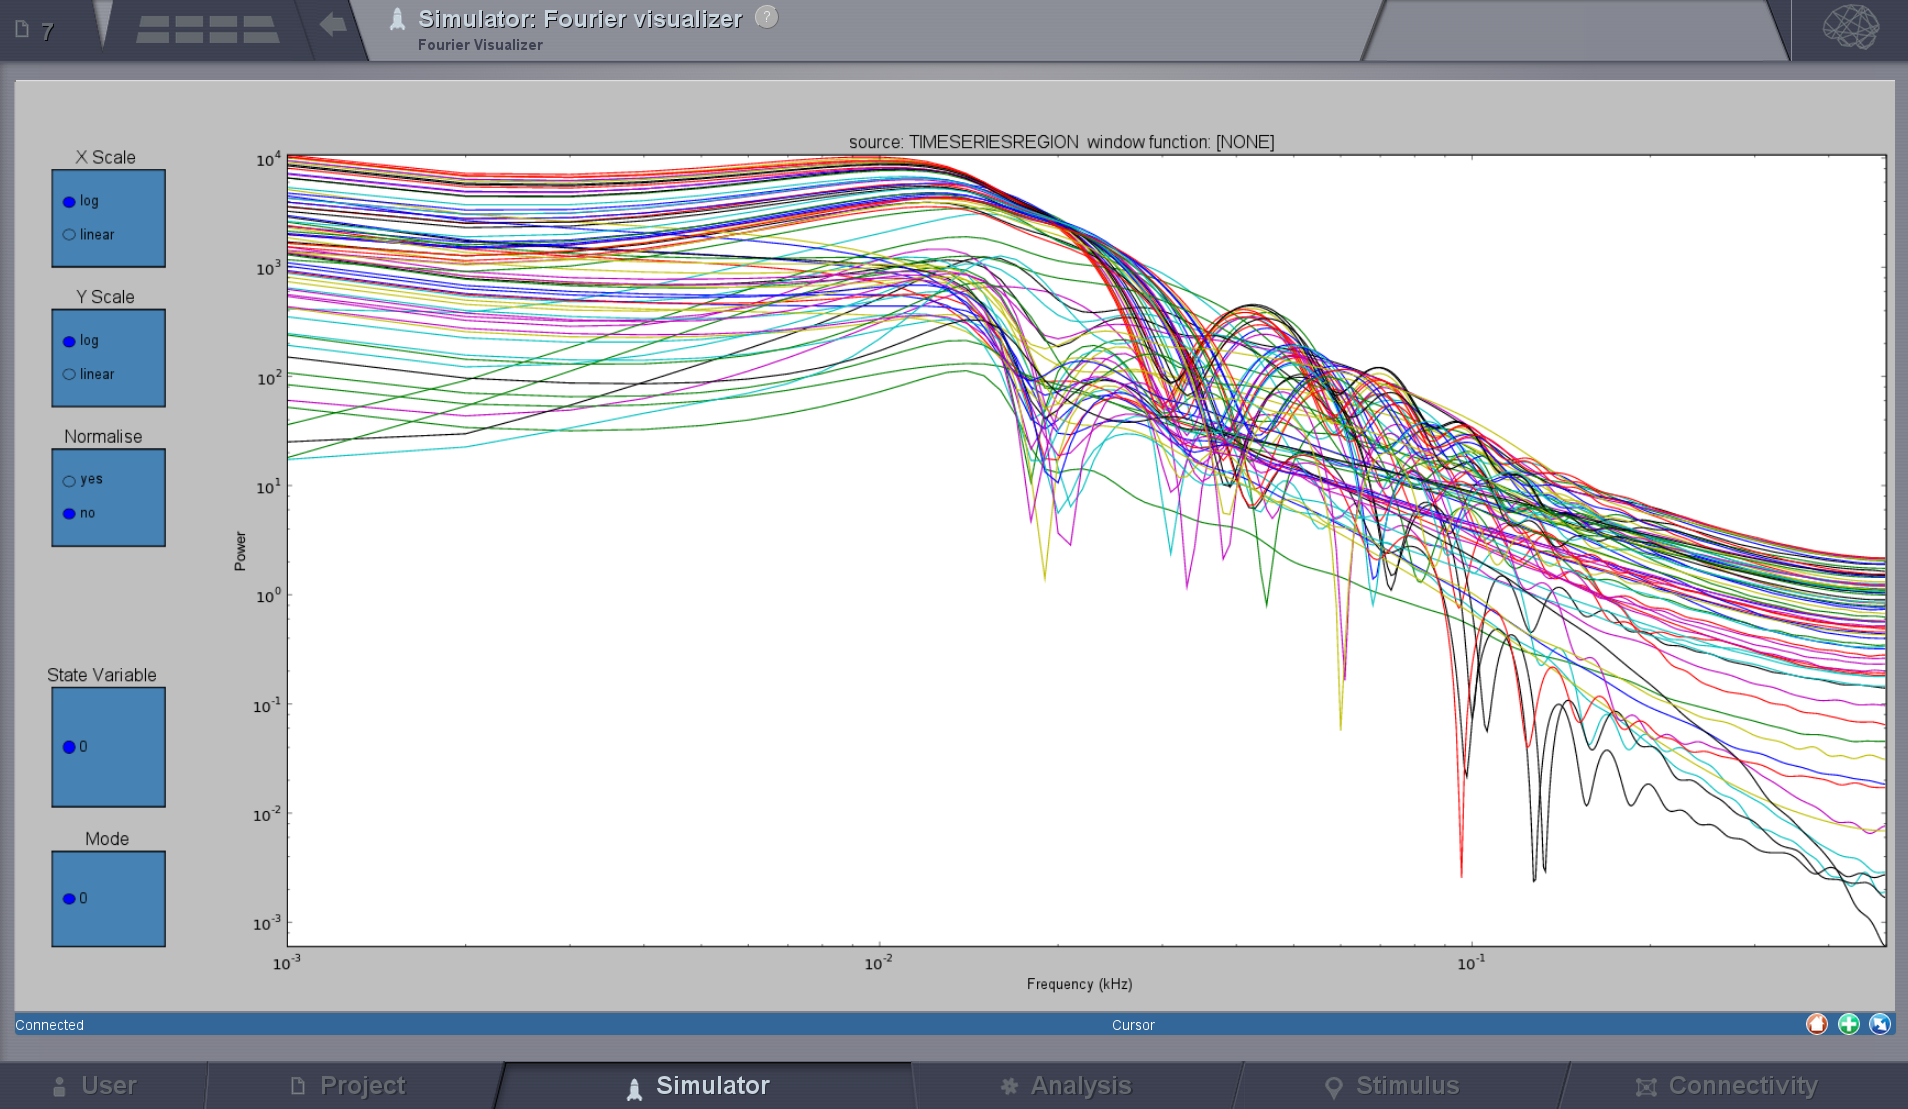 7
Simulator: Fourier visualizer ?
Fourier Visualizer
source: TIMESERIESREGION  window function: [NONE]
X Scale
log
linear
Y Scale
log
linear
Normalise
yes
no
State Variable
0
Mode
0
Power
10^4
10^3
10^2
10^1
10^0
10^-1
10^-2
10^-3
10^-3 10^-2 10^-1
Frequency (kHz)
Connected Cursor
User Project Simulator Analysis Stimulus Connectivity